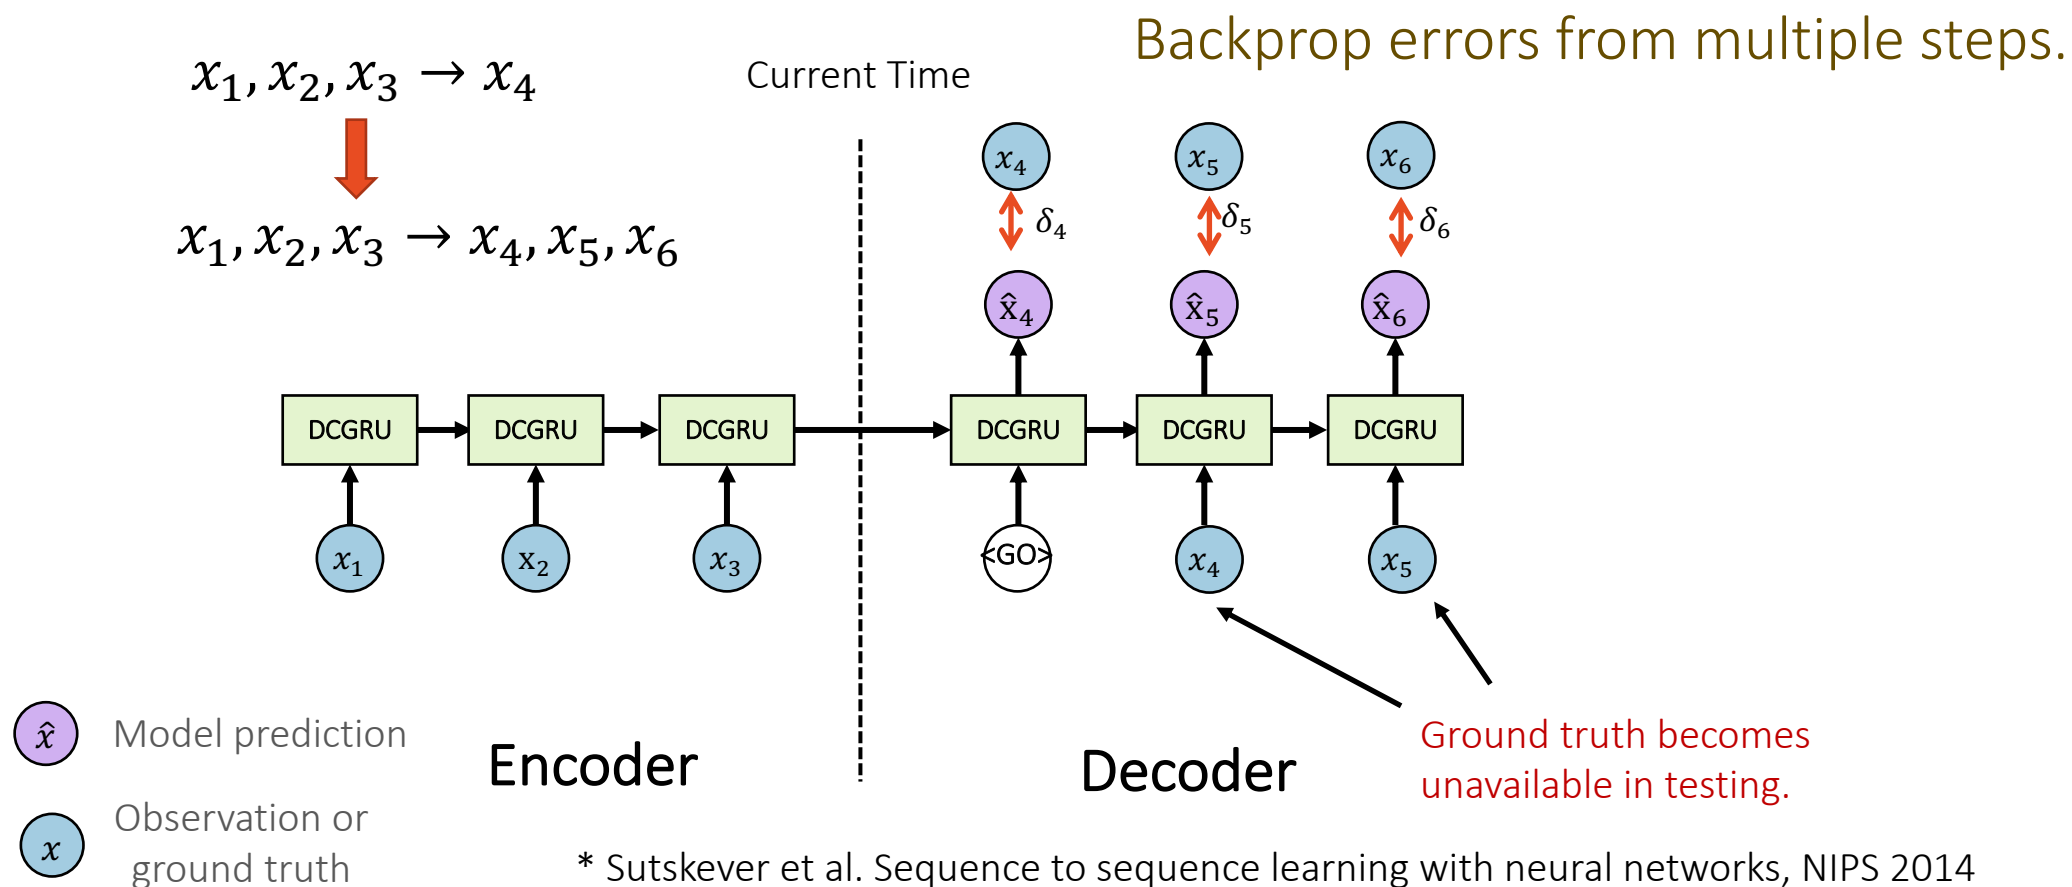 Backprop errors from multiple steps.
x₁, x₂, x₃ → x₄
Current Time
x₁, x₂, x₃ → x₄, x₅, x₆
x₄ x₅ x₆
δ₄ δ₅ δ₆
x̂₄ x̂₅ x̂₆
DCGRU DCGRU DCGRU DCGRU DCGRU DCGRU
x₁ x₂ x₃ <GO> x₄ x₅
x̂ Model prediction
Encoder
Decoder
Ground truth becomes
unavailable in testing.
x Observation or
ground truth
* Sutskever et al. Sequence to sequence learning with neural networks, NIPS 2014